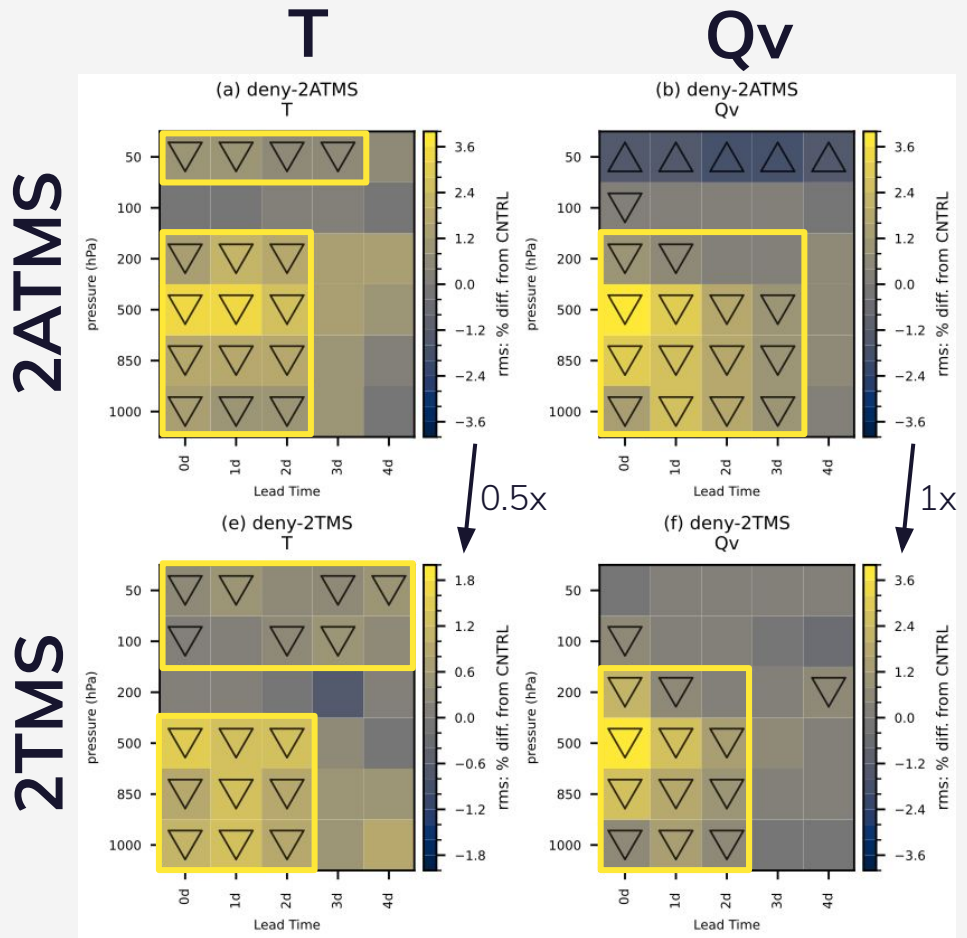 T
Qv
2ATMS
(a) deny-2ATMS
T
50
100
200
500
850
1000
pressure (hPa)
0d
1d
2d
3d
4d
Lead Time
3.6
2.4
1.2
0.0
−1.2
−2.4
−3.6
rms: % diff. from CNTRL
(b) deny-2ATMS
Qv
50
100
200
500
850
1000
pressure (hPa)
0d
1d
2d
3d
4d
Lead Time
3.6
2.4
1.2
0.0
−1.2
−2.4
−3.6
rms: % diff. from CNTRL
0.5x
1x
2TMS
(e) deny-2TMS
T
50
100
200
500
850
1000
pressure (hPa)
0d
1d
2d
3d
4d
Lead Time
1.8
1.2
0.6
0.0
−0.6
−1.2
−1.8
rms: % diff. from CNTRL
(f) deny-2TMS
Qv
50
100
200
500
850
1000
pressure (hPa)
0d
1d
2d
3d
4d
Lead Time
3.6
2.4
1.2
0.0
−1.2
−2.4
−3.6
rms: % diff. from CNTRL